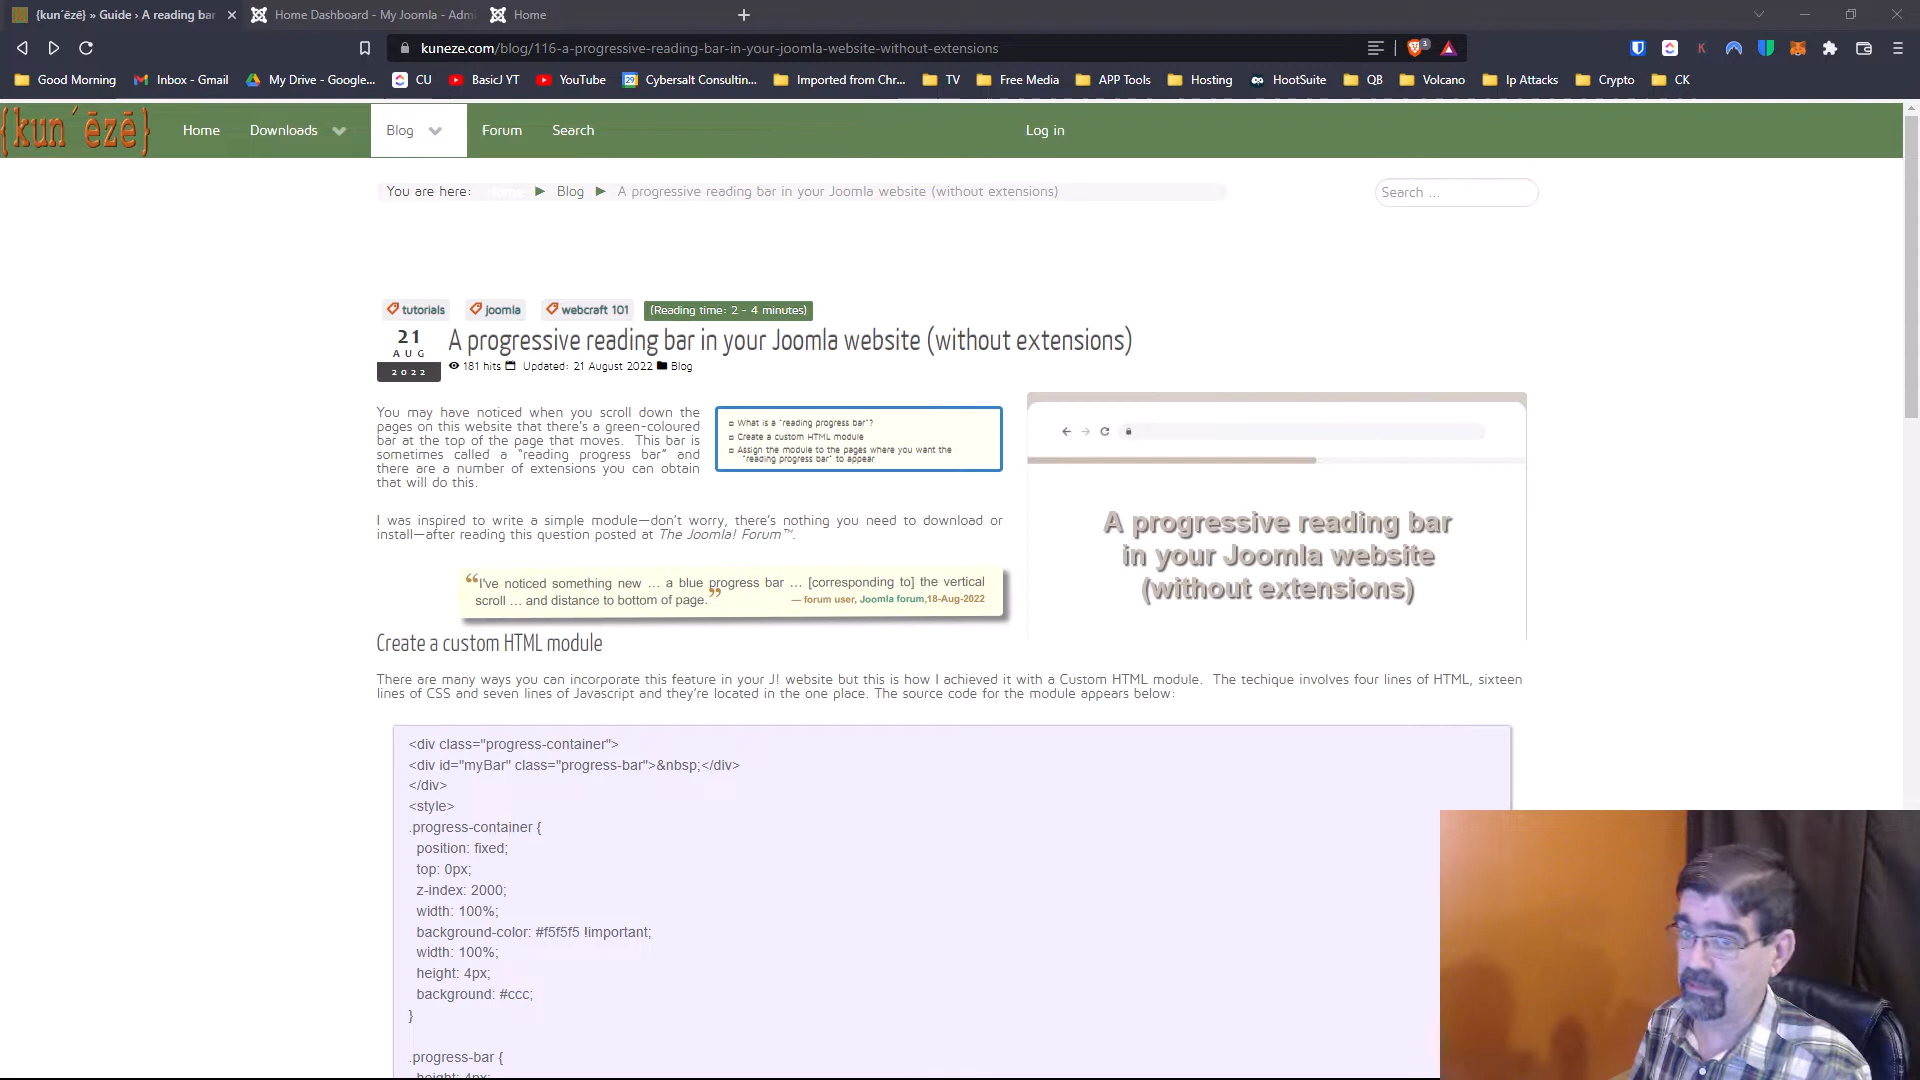 {kun´ēzē} » Guide › A reading bar
Home Dashboard - My Joomla - Adm
Home
kuneze.com/blog/116-a-progressive-reading-bar-in-your-joomla-website-without-extensions
3
Good Morning
Inbox - Gmail
My Drive - Google...
CU
BasicJ YT
YouTube
Cybersalt Consultin...
Imported from Chr...
TV
Free Media
APP Tools
Hosting
HootSuite
QB
Volcano
Ip Attacks
Crypto
CK
{kun´ēzē}
Home
Downloads
Blog
Forum
Search
Log in
You are here: Home ▶ Blog ▶ A progressive reading bar in your Joomla website (without extensions)
Search ...
tutorials
joomla
webcraft 101
(Reading time: 2 - 4 minutes)
21
AUG
2022
A progressive reading bar in your Joomla website (without extensions)
181 hits Updated: 21 August 2022 Blog
You may have noticed when you scroll down the
pages on this website that there's a green-coloured
bar at the top of the page that moves. This bar is
sometimes called a “reading progress bar” and
there are a number of extensions you can obtain
that will do this.
What is a “reading progress bar”?
Create a custom HTML module
Assign the module to the pages where you want the
“reading progress bar” to appear
A progressive reading bar
in your Joomla website
(without extensions)
I was inspired to write a simple module—don't worry, there's nothing you need to download or
install—after reading this question posted at The Joomla! Forum™.
“I've noticed something new … a blue progress bar … [corresponding to] the vertical
scroll … and distance to bottom of page.”
— forum user, Joomla forum,18-Aug-2022
Create a custom HTML module
There are many ways you can incorporate this feature in your J! website but this is how I achieved it with a Custom HTML module. The techique involves four lines of HTML, sixteen
lines of CSS and seven lines of Javascript and they're located in the one place. The source code for the module appears below:
<div class="progress-container">
<div id="myBar" class="progress-bar">&nbsp;</div>
</div>
<style>
.progress-container {
position: fixed;
top: 0px;
z-index: 2000;
width: 100%;
background-color: #f5f5f5 !important;
width: 100%;
height: 4px;
background: #ccc;
}
.progress-bar {
height: 4px;